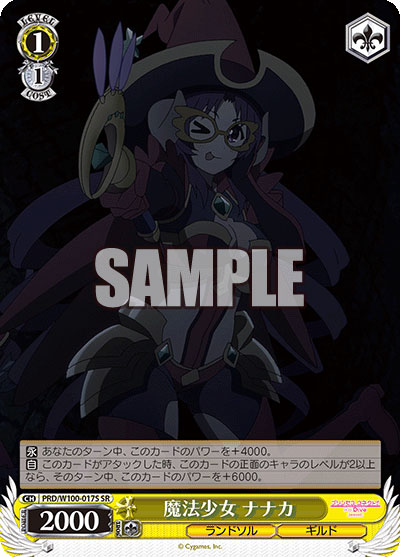 LEVEL
1
1
COST
SAMPLE
永 あなたのターン中、このカードのパワーを＋4000。
自 このカードがアタックした時、このカードの正面のキャラのレベルが2以上
なら、そのターン中、このカードのパワーを＋6000。
CH PRD/W100-017S SR
魔法少女 ナナカ
POWER
2000
SOUL
ランドソル
ギルド
© Cygames, Inc.